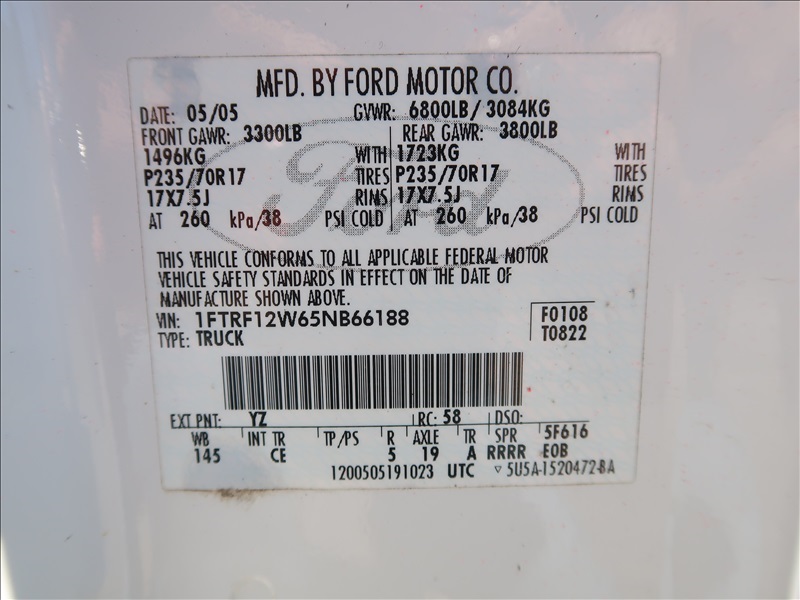 MFD. BY FORD MOTOR CO.
DATE: 05/05 GVWR: 6800LB/ 3084KG
FRONT GAWR: 3300LB REAR GAWR: 3800LB
1496KG WITH 1723KG WITH
P235/70R17 TIRES P235/70R17 TIRES
17X7.5J RIMS 17X7.5J RIMS
AT 260 kPa/38 PSI COLD AT 260 kPa/38 PSI COLD
Ford
THIS VEHICLE CONFORMS TO ALL APPLICABLE FEDERAL MOTOR
VEHICLE SAFETY STANDARDS IN EFFECT ON THE DATE OF
MANUFACTURE SHOWN ABOVE.
VIN: 1FTRF12W65NB66188 F0108
TYPE: TRUCK T0822
EXT PNT: YZ RC: 58 DSO:
WB INT TR TP/PS R AXLE TR SPR 5F616
145 CE 5 19 A RRRR EOB
1200505191023 UTC ▽5U5A-1520472-BA